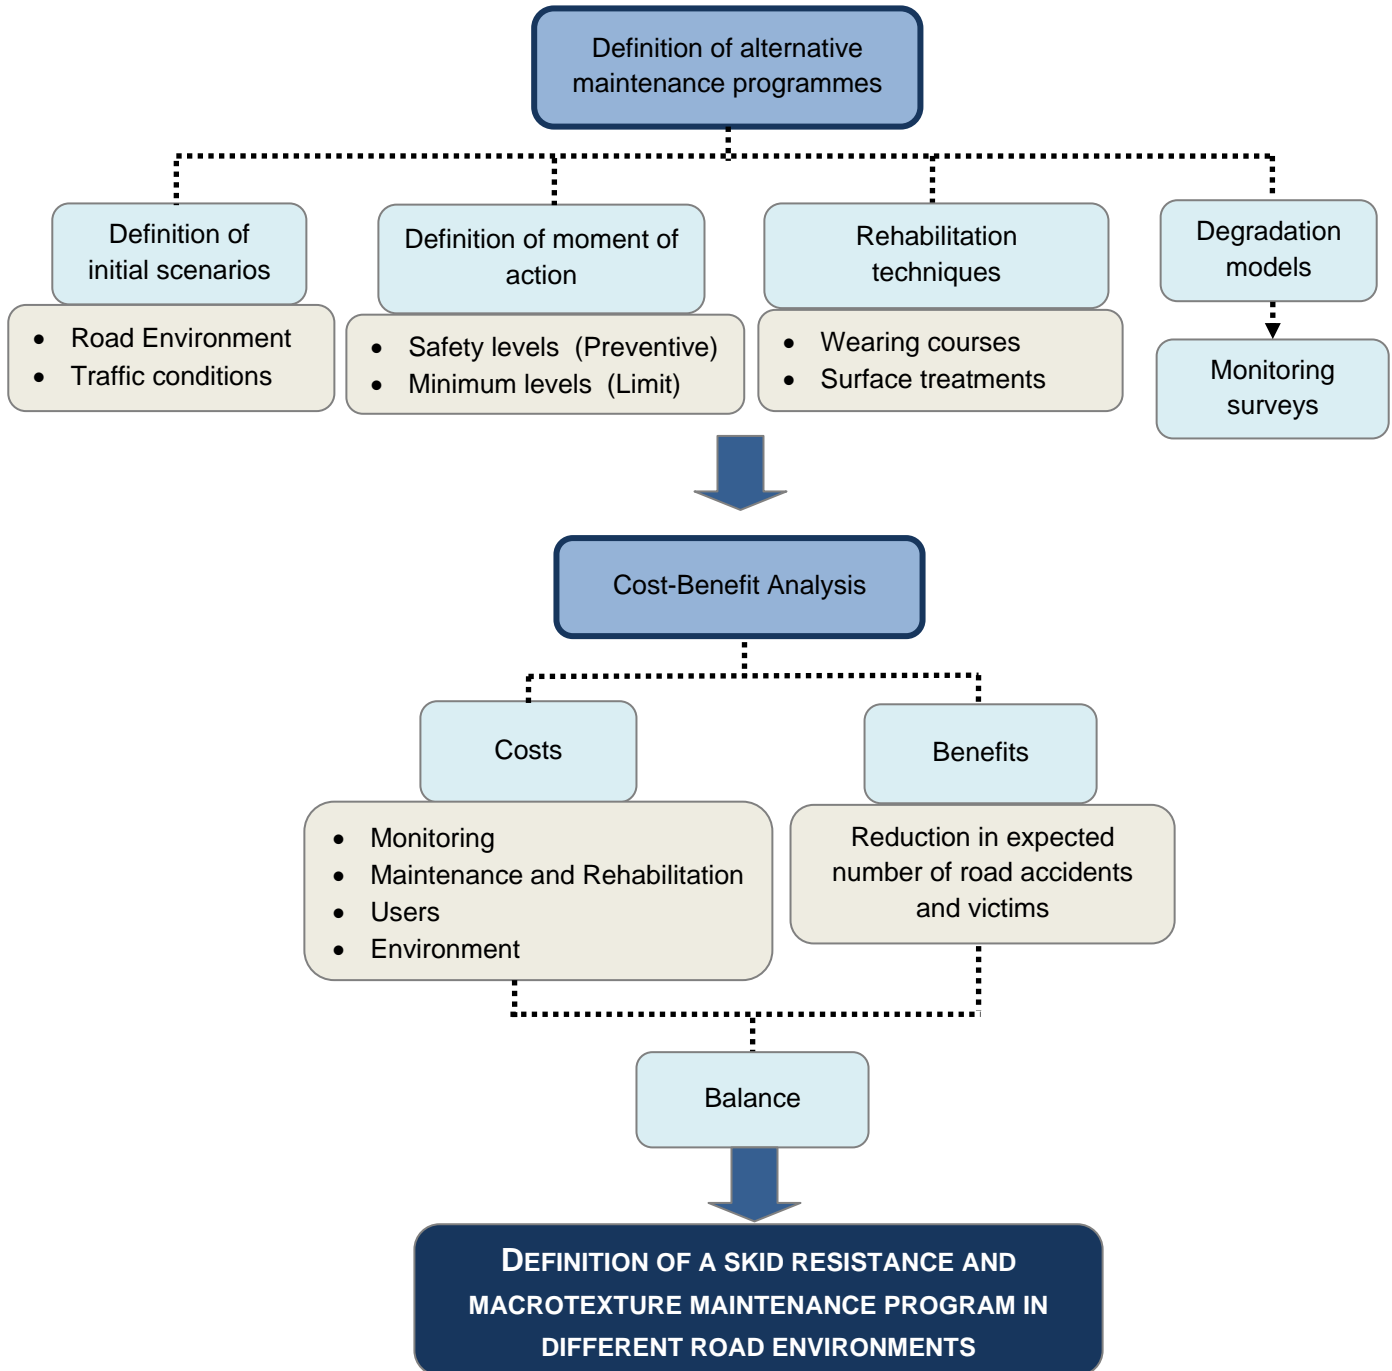 Definition of alternative
maintenance programmes
Definition of
initial scenarios
• Road Environment
• Traffic conditions
Definition of moment of
action
• Safety levels (Preventive)
• Minimum levels (Limit)
Rehabilitation
techniques
• Wearing courses
• Surface treatments
Degradation
models
Monitoring
surveys
Cost-Benefit Analysis
Costs
• Monitoring
• Maintenance and Rehabilitation
• Users
• Environment
Benefits
Reduction in expected
number of road accidents
and victims
Balance
DEFINITION OF A SKID RESISTANCE AND
MACROTEXTURE MAINTENANCE PROGRAM IN
DIFFERENT ROAD ENVIRONMENTS